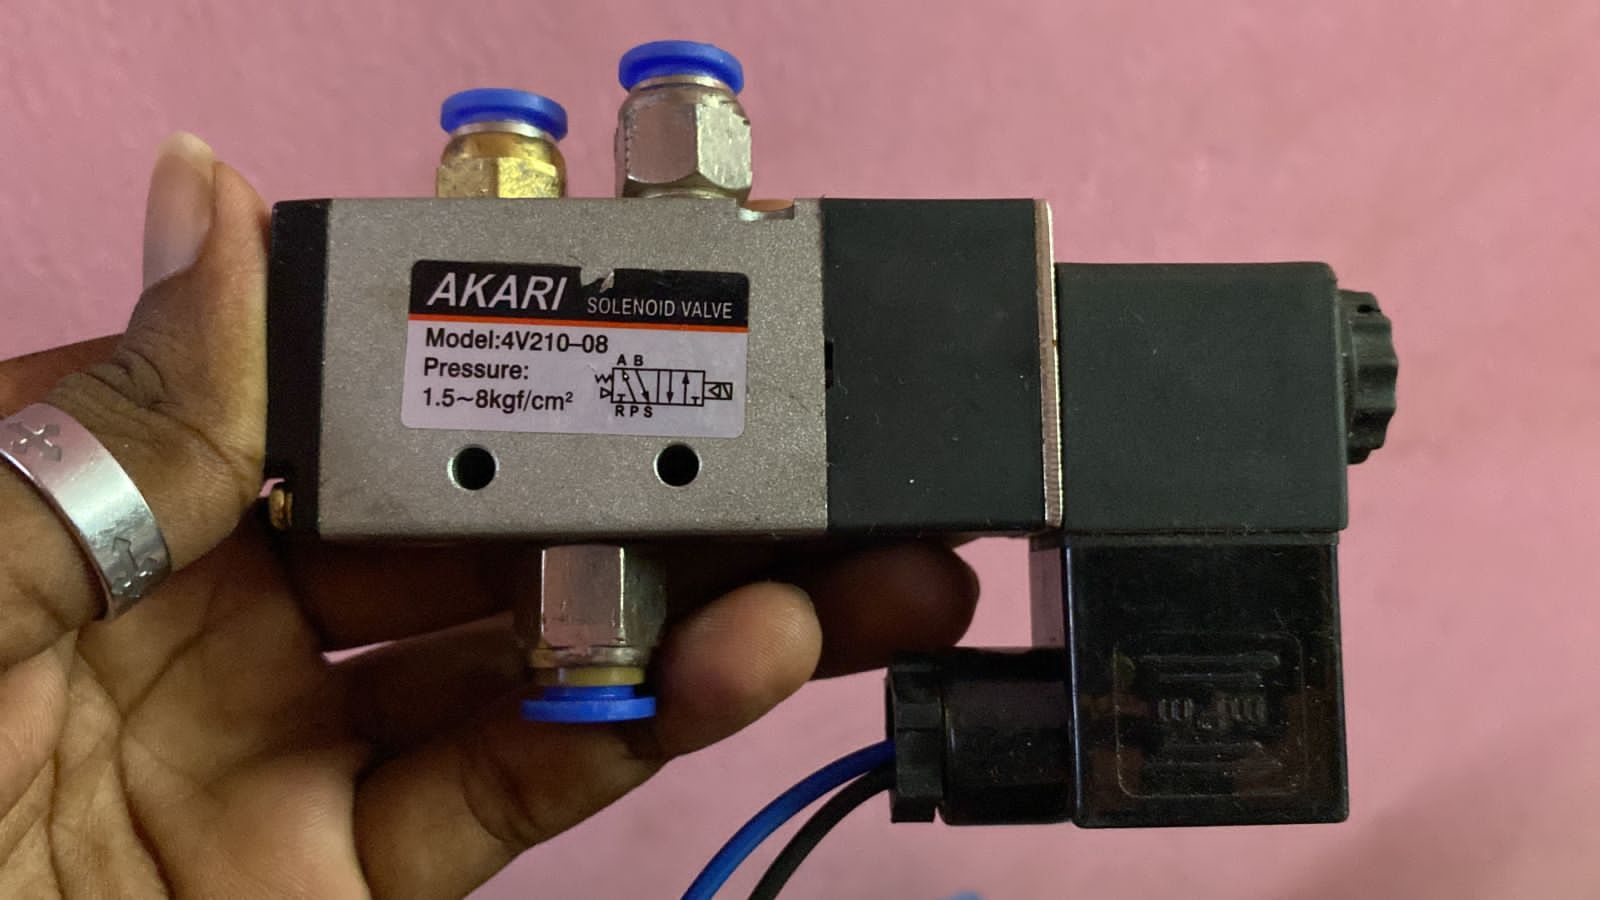 AKARI SOLENOID VALVE
Model:4V210–08
Pressure:
1.5~8kgf/cm²
A B
R P S